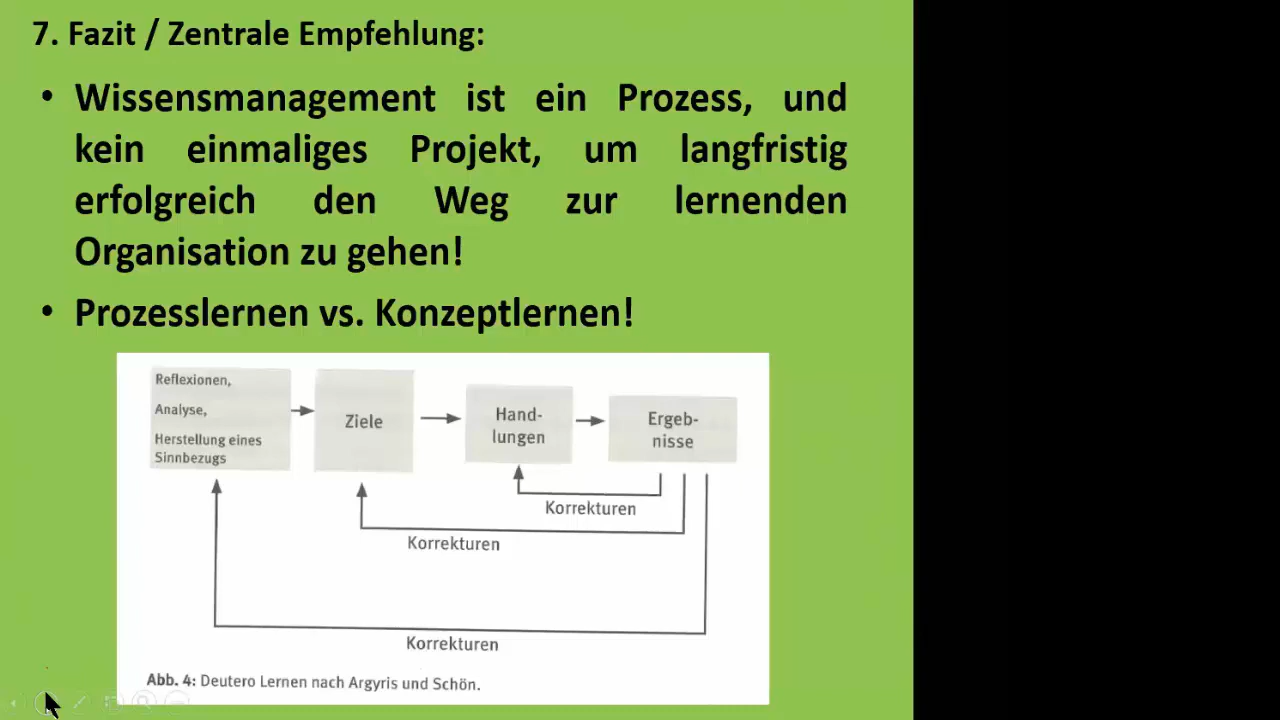 7. Fazit / Zentrale Empfehlung:
• Wissensmanagement ist ein Prozess, und
kein einmaliges Projekt, um langfristig
erfolgreich den Weg zur lernenden
Organisation zu gehen!
• Prozesslernen vs. Konzeptlernen!
Reflexionen,
Analyse,
Herstellung eines
Sinnbezugs
Ziele
Hand-
lungen
Ergeb-
nisse
Korrekturen
Korrekturen
Korrekturen
Abb. 4: Deutero Lernen nach Argyris und Schön.